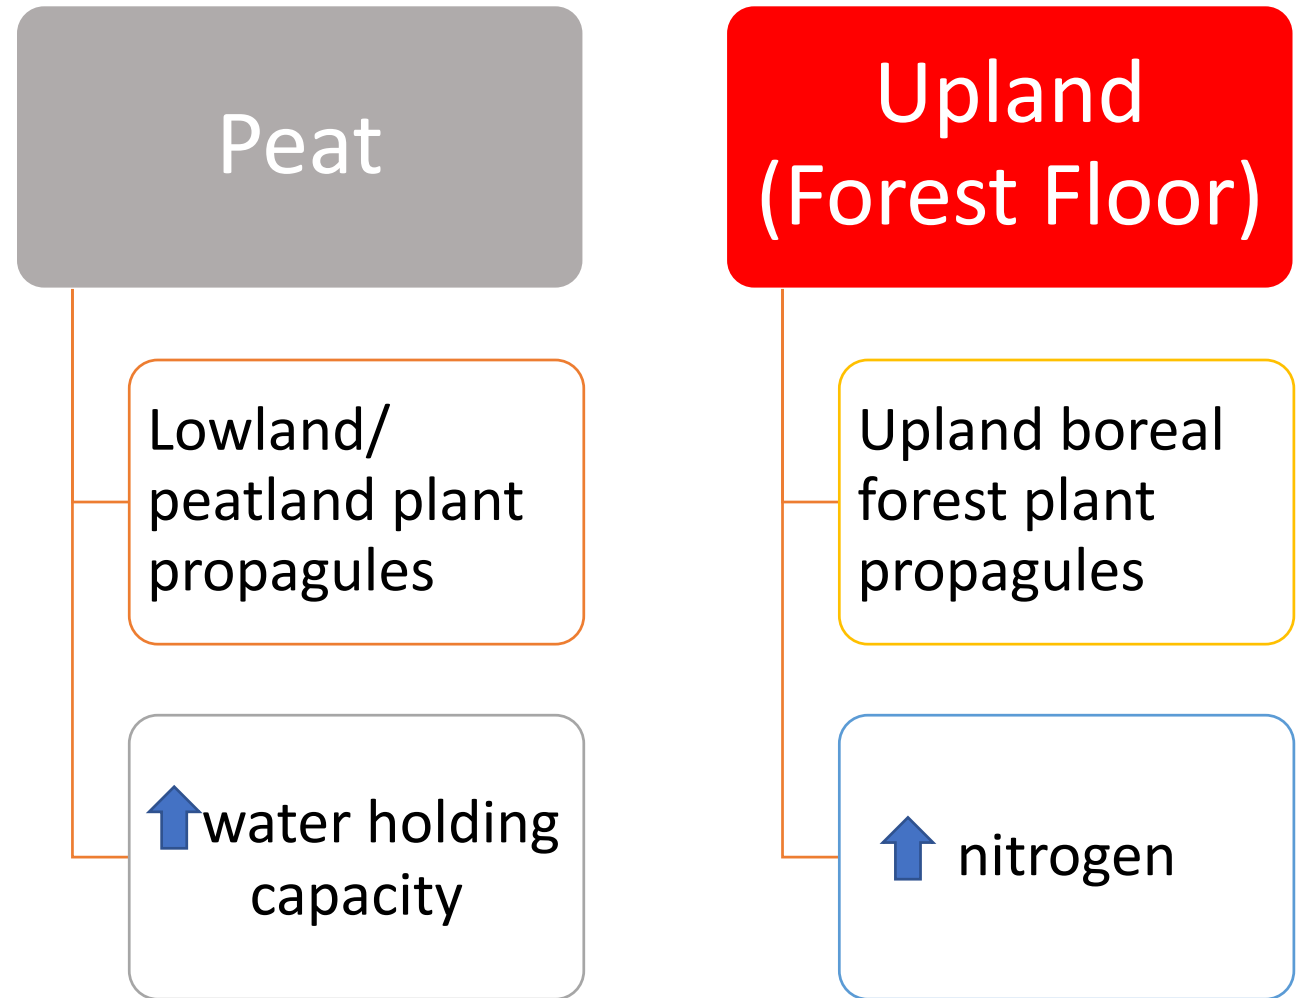 Peat
Lowland/
peatland plant
propagules
water holding
capacity
Upland
(Forest Floor)
Upland boreal
forest plant
propagules
nitrogen